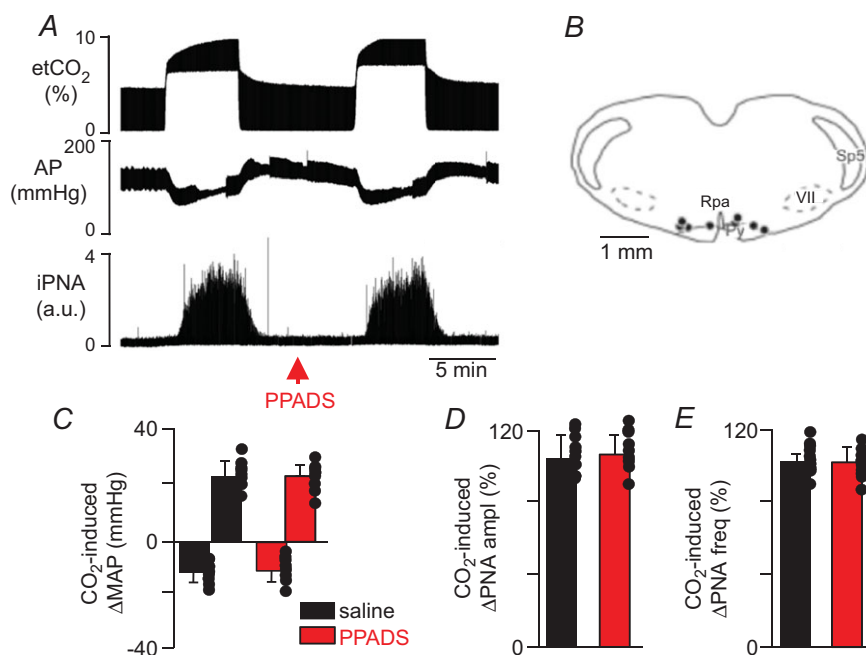 A
10
etCO2
(%)
0
200
AP
(mmHg)
0
4
iPNA
(a.u.)
0
5 min
PPADS
B
Sp5
VII
Rpa
Py
1 mm
C
40
0
-40
CO2-induced
ΔMAP (mmHg)
saline
PPADS
D
120
0
CO2-induced
ΔPNA ampl (%)
E
120
0
CO2-induced
ΔPNA freq (%)